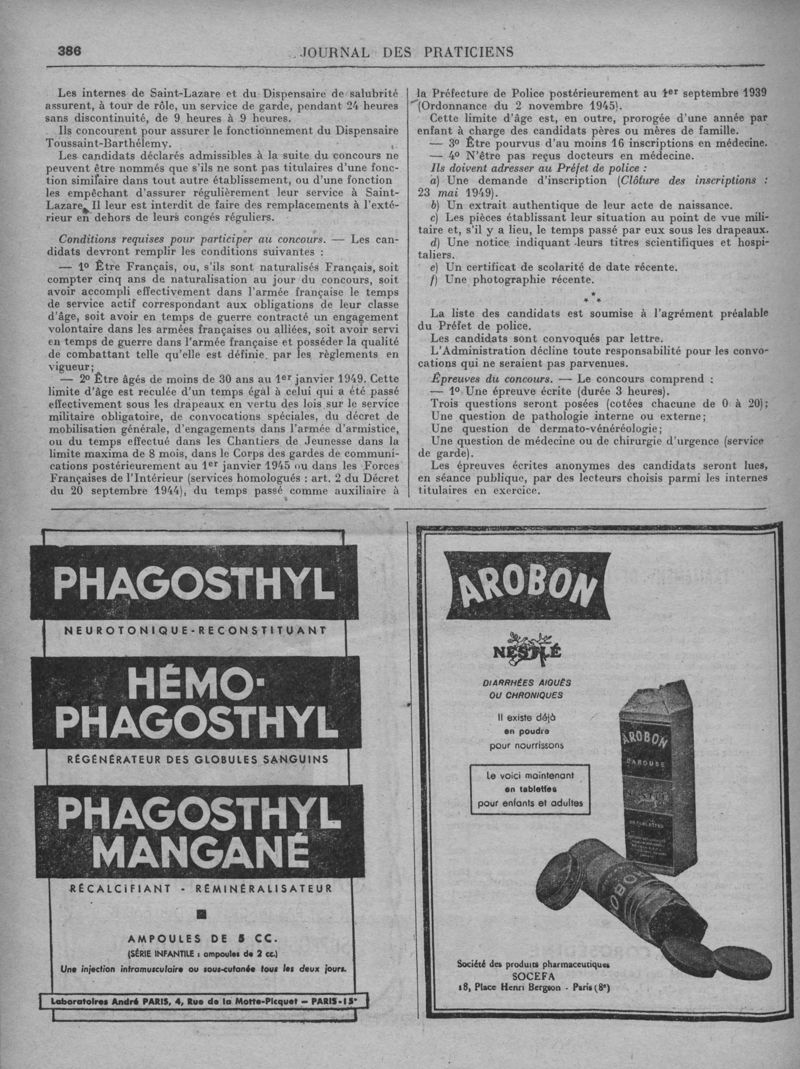 386
JOURNAL DES PRATICIENS
Les internes de Saint-Lazare et du Dispensaire de salubrité
assurent, à tour de rôle, un service de garde, pendant 24 heures
sans discontinuité, de 9 heures à 9 heures.
Ils concourent pour assurer le fonctionnement du Dispensaire
Toussaint-Barthélemy.
Les candidats déclarés admissibles à la suite du concours ne
peuvent être nommés que s'ils ne sont pas titulaires d'une fonc-
tion similaire dans tout autre établissement, ou d'une fonction
les empêchant d'assurer régulièrement leur service à Saint-
Lazare. Il leur est interdit de faire des remplacements à l'exté-
rieur en dehors de leurs congés réguliers.
Conditions requises pour participer au concours. — Les can-
didats devront remplir les conditions suivantes :
— 1º Être Français, ou, s'ils sont naturalisés Français, soit
compter cinq ans de naturalisation au jour du concours, soit
avoir accompli effectivement dans l'armée française le temps
de service actif correspondant aux obligations de leur classe
d'âge, soit avoir en temps de guerre contracté un engagement
volontaire dans les armées françaises ou alliées, soit avoir servi
en temps de guerre dans l'armée française et posséder la qualité
de combattant telle qu'elle est définie par les règlements en
vigueur;
— 2º Être âgés de moins de 30 ans au 1er janvier 1949. Cette
limite d'âge est reculée d'un temps égal à celui qui a été passé
effectivement sous les drapeaux en vertu des lois sur le service
militaire obligatoire, de convocations spéciales, du décret de
mobilisation générale, d'engagements dans l'armée d'armistice,
ou du temps effectué dans les Chantiers de Jeunesse dans la
limite maxima de 8 mois, dans le Corps des gardes de communi-
cations postérieurement au 1er janvier 1945 ou dans les Forces
Françaises de l'Intérieur (services homologués : art. 2 du Décret
du 20 septembre 1944), du temps passé comme auxiliaire à
la Préfecture de Police postérieurement au 1er septembre 1939
(Ordonnance du 2 novembre 1945).
Cette limite d'âge est, en outre, prorogée d'une année par
enfant à charge des candidats pères ou mères de famille.
— 3º Être pourvus d'au moins 16 inscriptions en médecine.
— 4º N'être pas reçus docteurs en médecine.
Ils doivent adresser au Préfet de police :
a) Une demande d'inscription (Clôture des inscriptions :
23 mai 1949).
b) Un extrait authentique de leur acte de naissance.
c) Les pièces établissant leur situation au point de vue mili-
taire et, s'il y a lieu, le temps passé par eux sous les drapeaux.
d) Une notice indiquant leurs titres scientifiques et hospi-
taliers.
e) Un certificat de scolarité de date récente.
f) Une photographie récente.
* * *
La liste des candidats est soumise à l'agrément préalable
du Préfet de police.
Les candidats sont convoqués par lettre.
L'Administration décline toute responsabilité pour les convo-
cations qui ne seraient pas parvenues.
Épreuves du concours. — Le concours comprend :
— 1º Une épreuve écrite (durée 3 heures).
Trois questions seront posées (cotées chacune de 0 à 20);
Une question de pathologie interne ou externe;
Une question de dermato-vénéréologie;
Une question de médecine ou de chirurgie d'urgence (service
de garde).
Les épreuves écrites anonymes des candidats seront lues,
en séance publique, par des lecteurs choisis parmi les internes
titulaires en exercice.
PHAGOSTHYL
NEUROTONIQUE-RECONSTITUANT
HÉMO-
PHAGOSTHYL
RÉGÉNÉRATEUR DES GLOBULES SANGUINS
PHAGOSTHYL
MANGANÉ
RÉCALCIFIANT - RÉMINÉRALISATEUR
AMPOULES DE 5 CC.
(SÉRIE INFANTILE : ampoules de 2 cc.)
Une injection intramusculaire ou sous-cutanée tous les deux jours.
Laboratoires André PARIS, 4, Rue de la Motte-Picquet — PARIS-15e
AROBON
NESTLÉ
DIARRHÉES AIGUËS
OU CHRONIQUES
Il existe déjà
en poudre
pour nourrissons
Le voici maintenant
en tablettes
pour enfants et adultes
AROBON
NESTLÉ
AROBON
Société des produits pharmaceutiques
SOCEFA
18, Place Henri Bergson - Paris (8e)